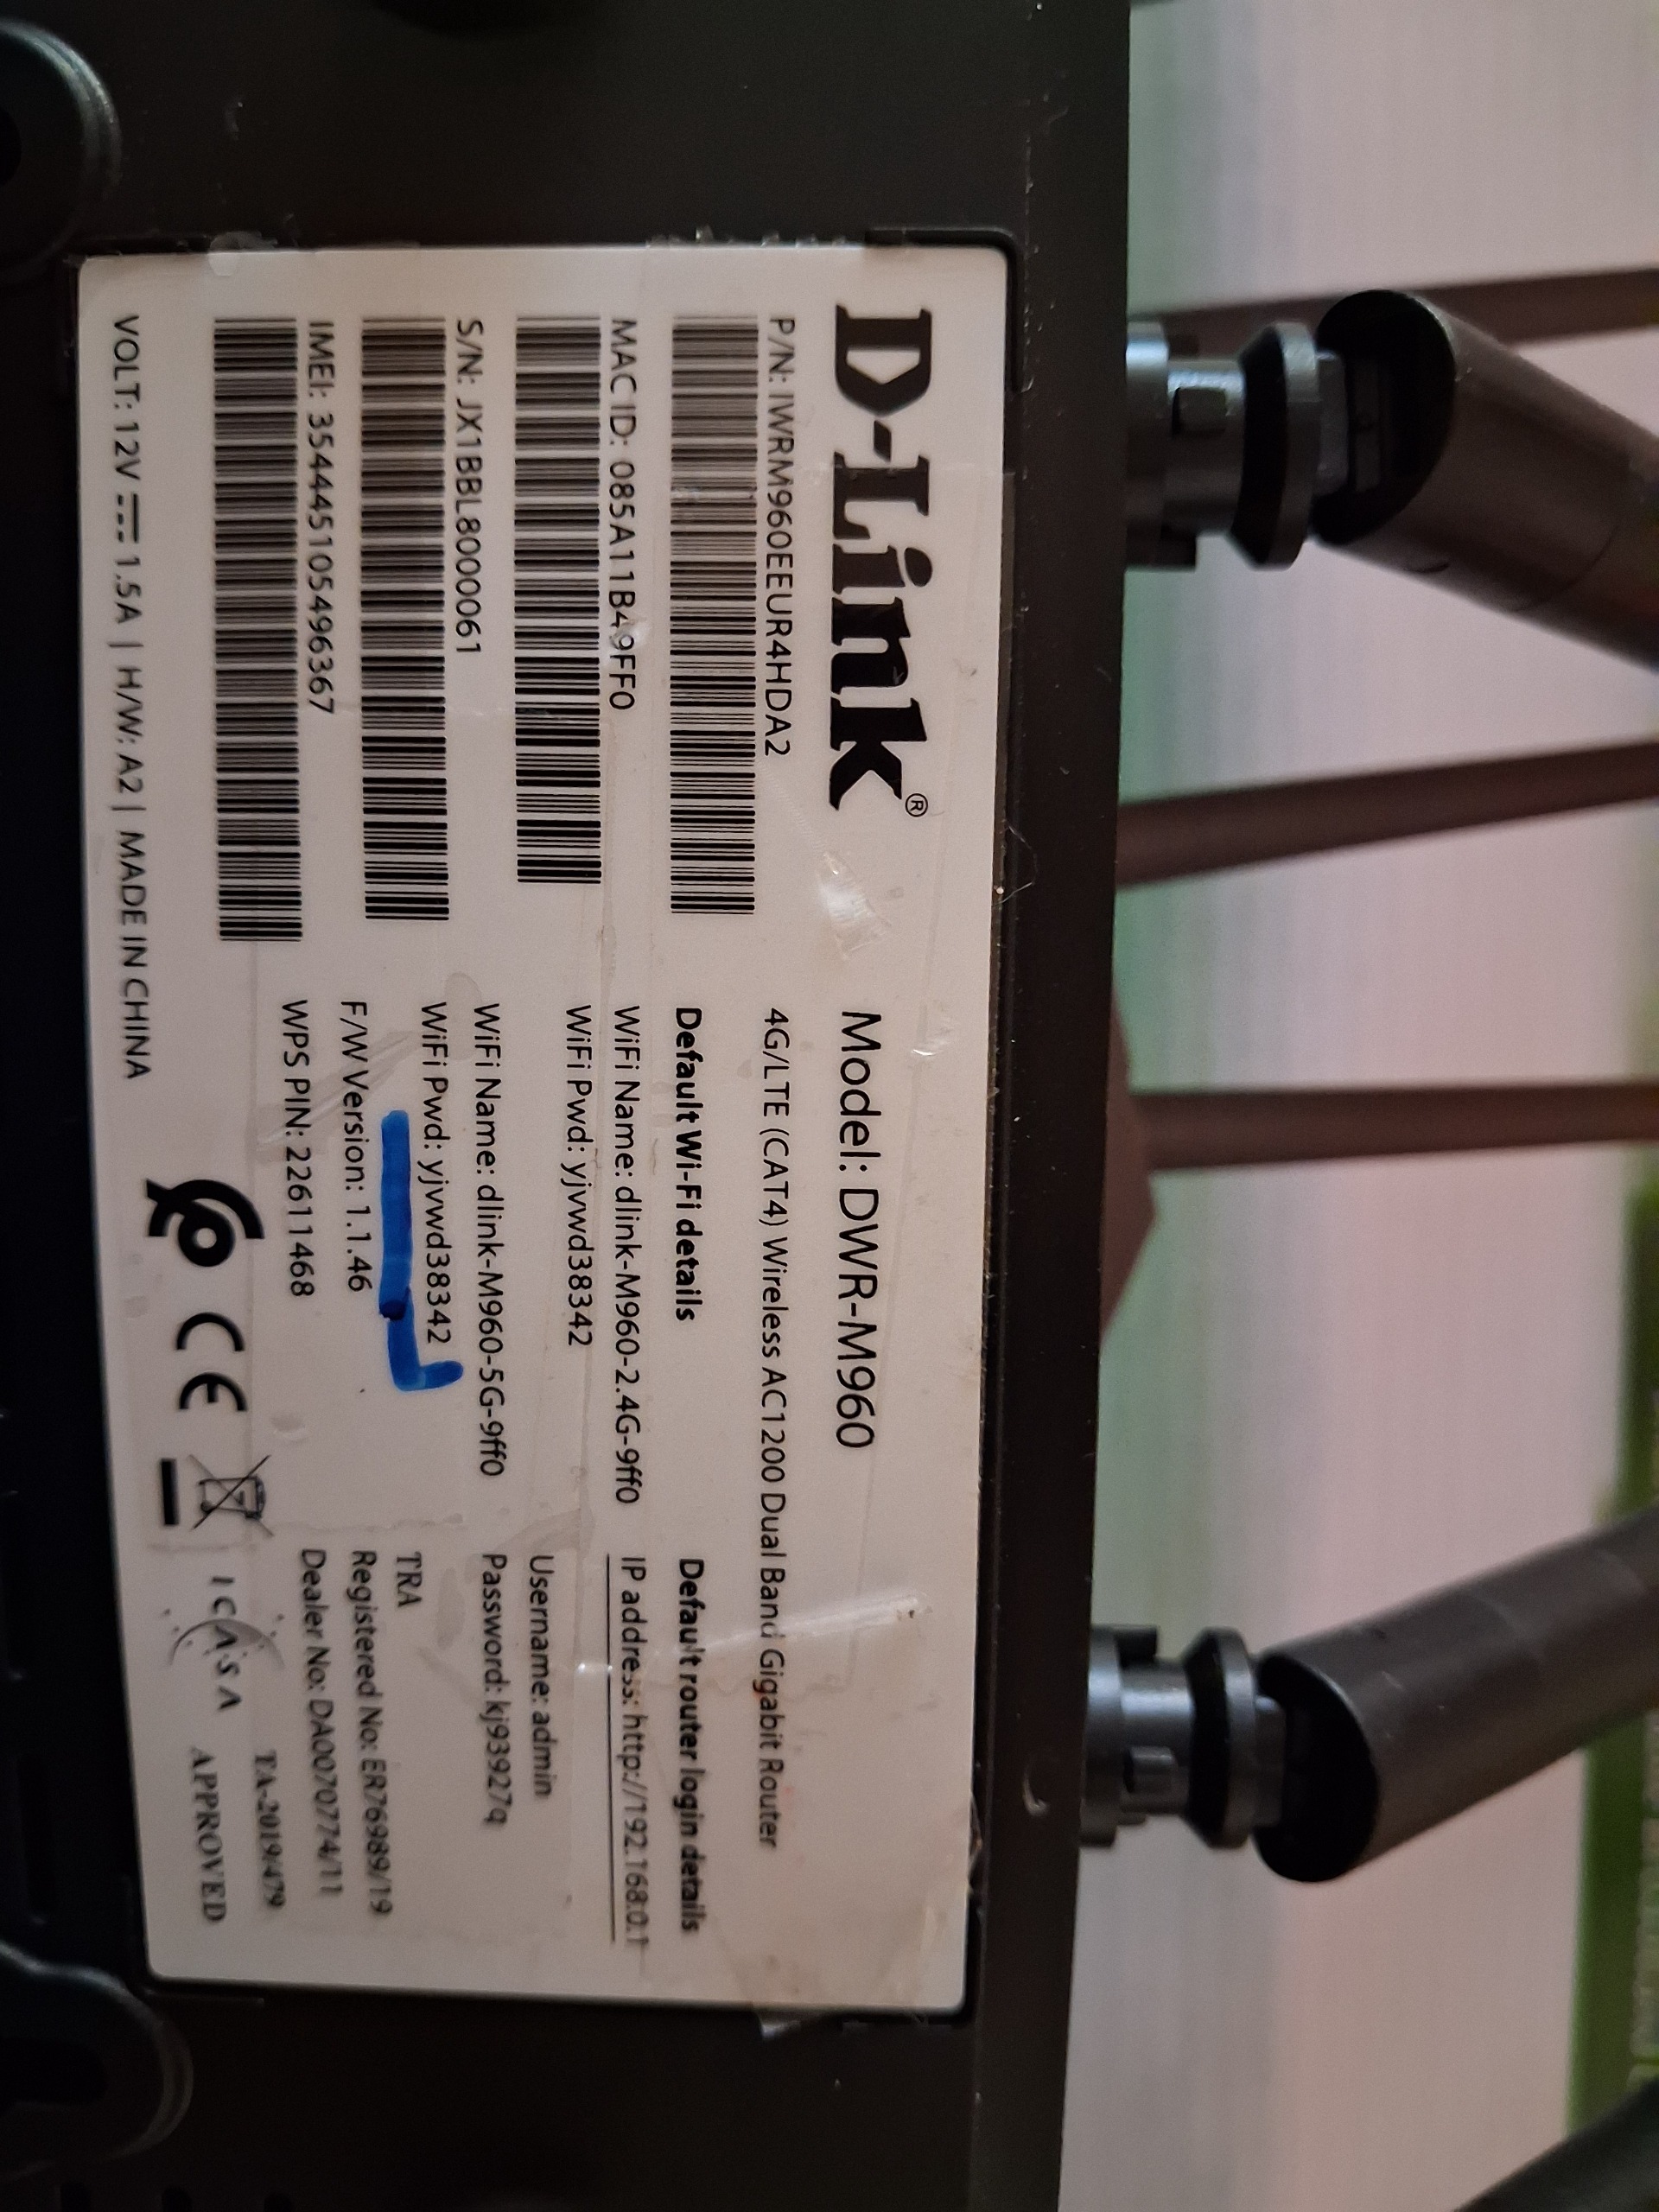 D-Link®
Model: DWR-M960
4G/LTE (CAT4) Wireless AC1200 Dual Band Gigabit Router
P/N: IWRM960EEUR4HDA2
MAC ID: 085A11B49FF0
S/N: JX1BBL8000061
IMEI: 354445105496367
VOLT: 12V ⎓ 1.5A | H/W: A2 | MADE IN CHINA
Default Wi-Fi details
WiFi Name: dlink-M960-2.4G-9ff0
WiFi Pwd: yjvwd38342
WiFi Name: dlink-M960-5G-9ff0
WiFi Pwd: yjvwd38342
F/W Version: 1.1.46
WPS PIN: 22611468
CE
Default router login details
IP address: http://192.168.0.1
Username: admin
Password: kj93927q
TRA
Registered No: ER76989/19
Dealer No: DA0070774/11
ICASA
TA-2019/479
APPROVED